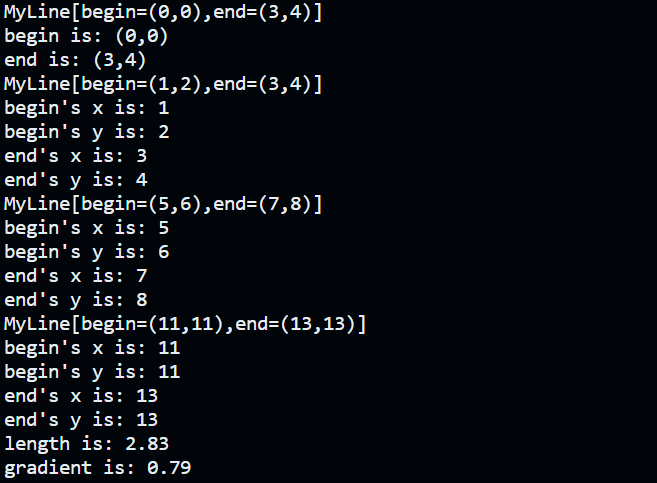 MyLine[begin=(0,0),end=(3,4)]
begin is: (0,0)
end is: (3,4)
MyLine[begin=(1,2),end=(3,4)]
begin's x is: 1
begin's y is: 2
end's x is: 3
end's y is: 4
MyLine[begin=(5,6),end=(7,8)]
begin's x is: 5
begin's y is: 6
end's x is: 7
end's y is: 8
MyLine[begin=(11,11),end=(13,13)]
begin's x is: 11
begin's y is: 11
end's x is: 13
end's y is: 13
length is: 2.83
gradient is: 0.79